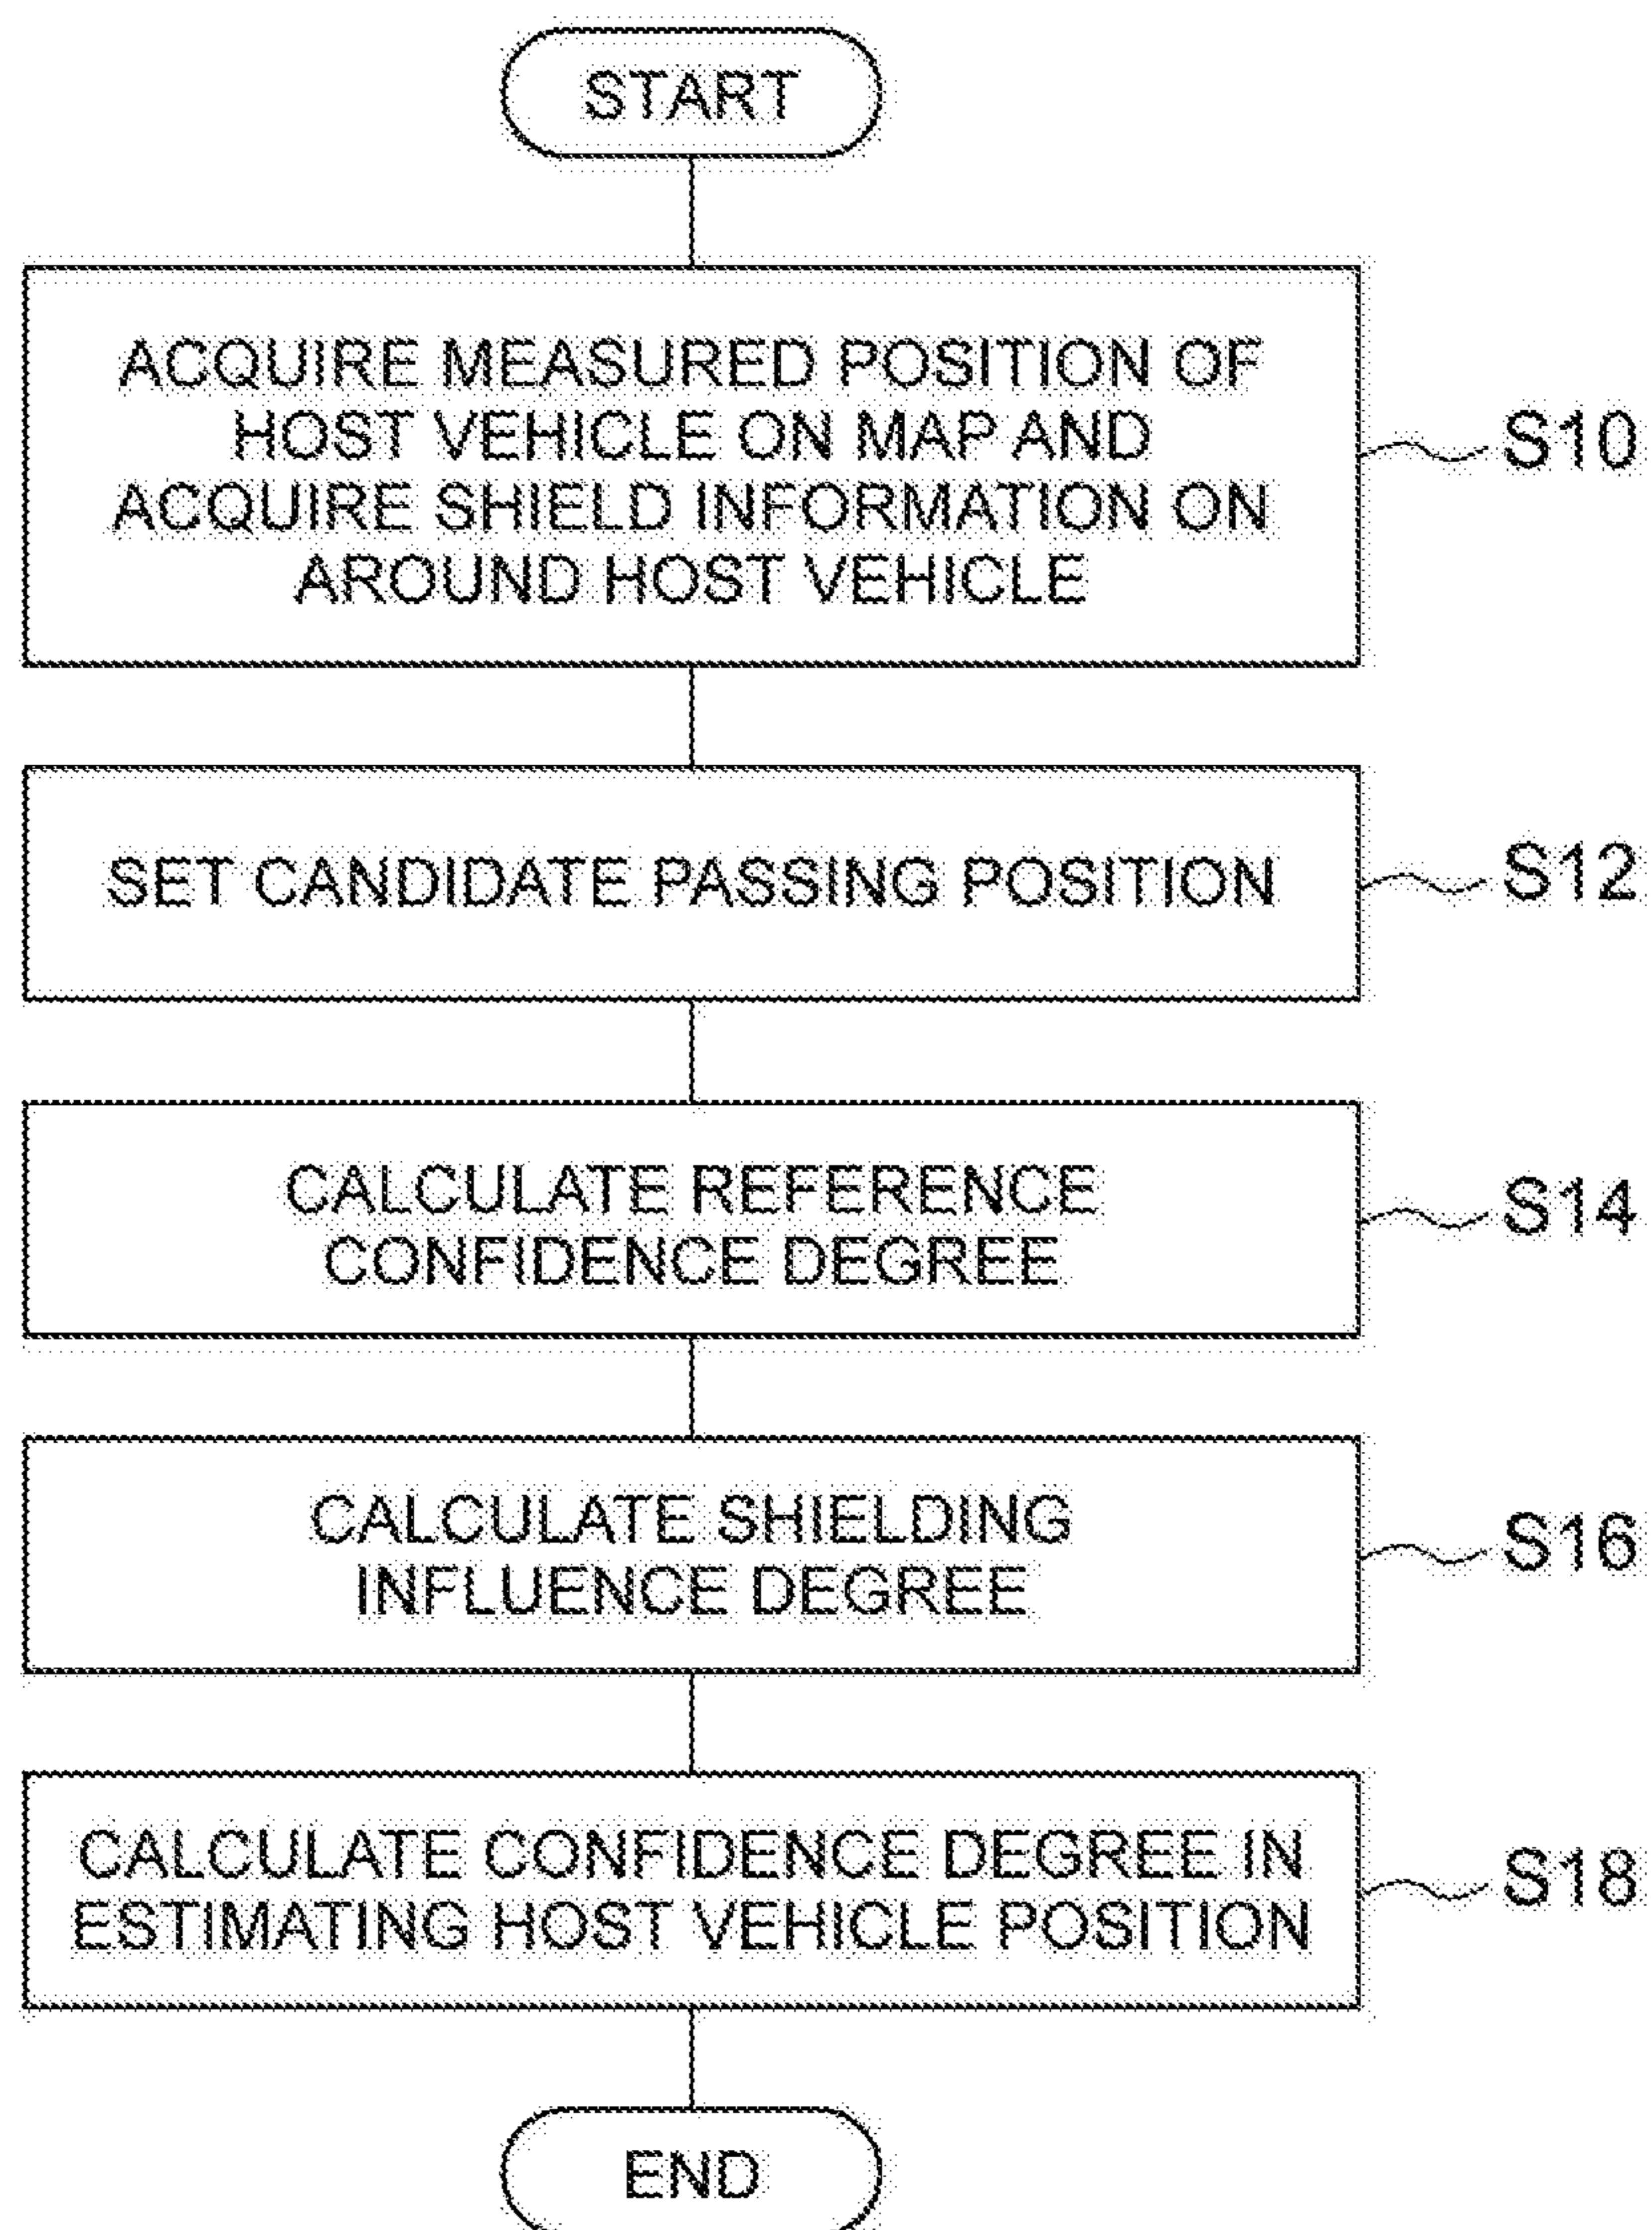 START
ACQUIRE MEASURED POSITION OF
HOST VEHICLE ON MAP AND
ACQUIRE SHIELD INFORMATION ON
AROUND HOST VEHICLE
S10
SET CANDIDATE PASSING POSITION
S12
CALCULATE REFERENCE
CONFIDENCE DEGREE
S14
CALCULATE SHIELDING
INFLUENCE DEGREE
S16
CALCULATE CONFIDENCE DEGREE IN
ESTIMATING HOST VEHICLE POSITION
S18
END